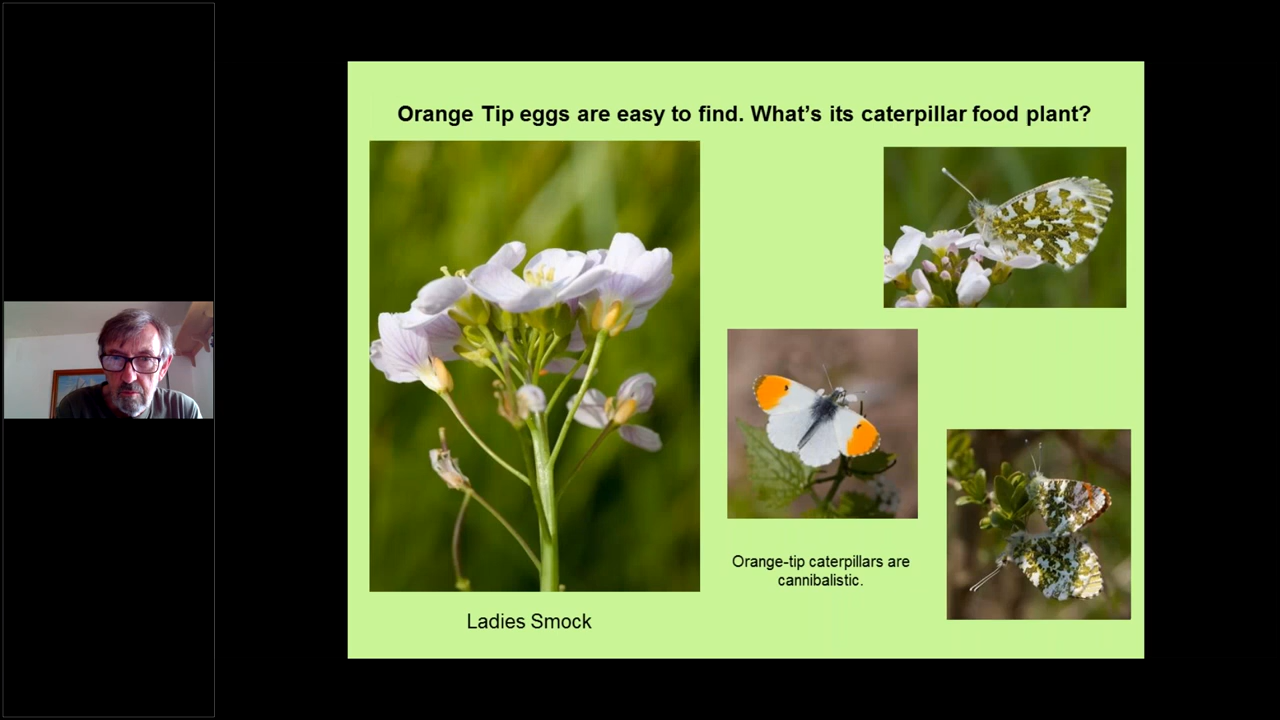 Orange Tip eggs are easy to find. What's its caterpillar food plant?
Orange-tip caterpillars are
cannibalistic.
Ladies Smock